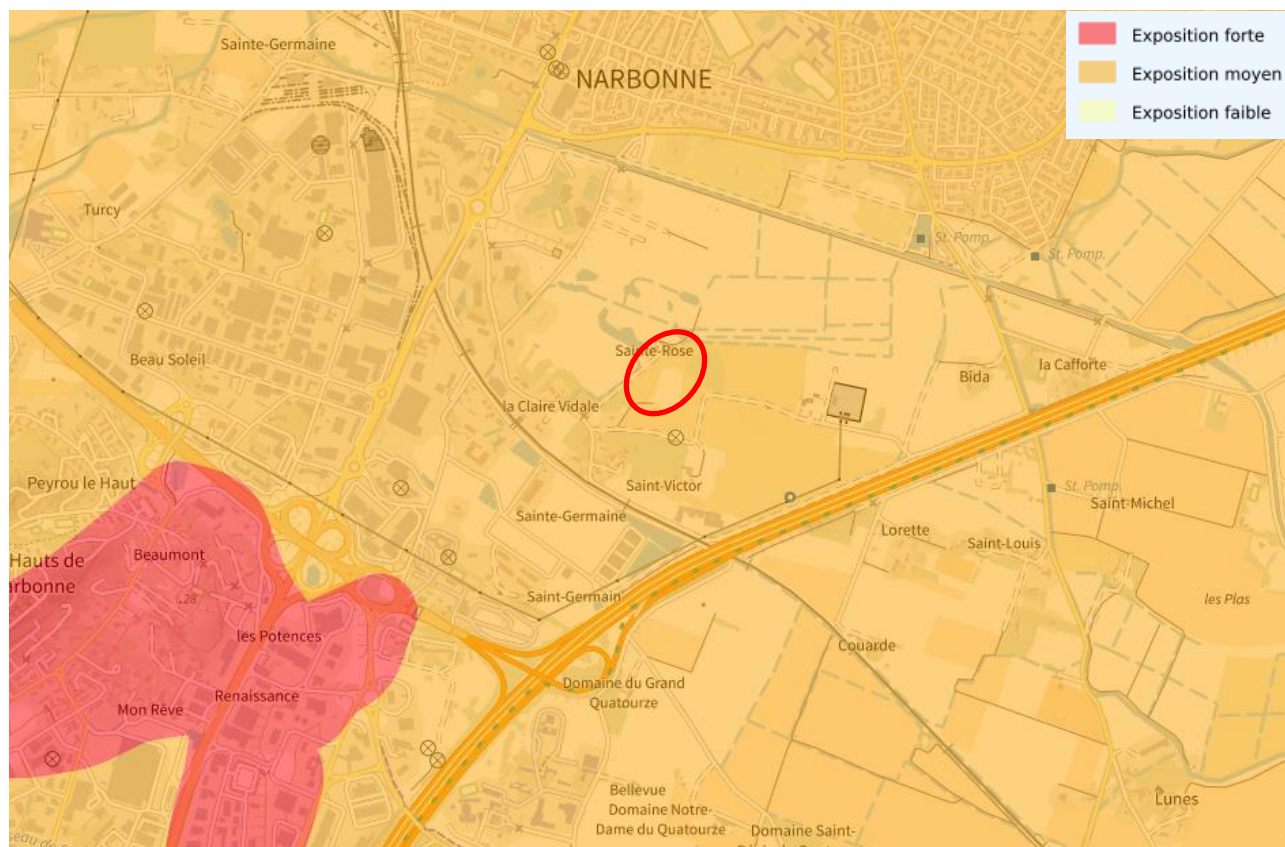 Sainte-Germaine
NARBONNE
Exposition forte
Exposition moyen
Exposition faible
Turcy
St. Pomp.
St. Pomp.
Beau Soleil
Sainte-Rose
la Cafforte
Bida
la Claire Vidale
Peyrou le Haut
Saint-Victor
St. Pomp.
Saint-Michel
Sainte-Germaine
Lorette
Saint-Louis
Beaumont
Hauts de
arbonne
.28
Saint-Germain
les Plas
les Potences
Couarde
Renaissance
Mon Rêve
Domaine du Grand
Quatourze
Bellevue
Domaine Notre-
Dame du Quatourze
Domaine Saint-
Lunes